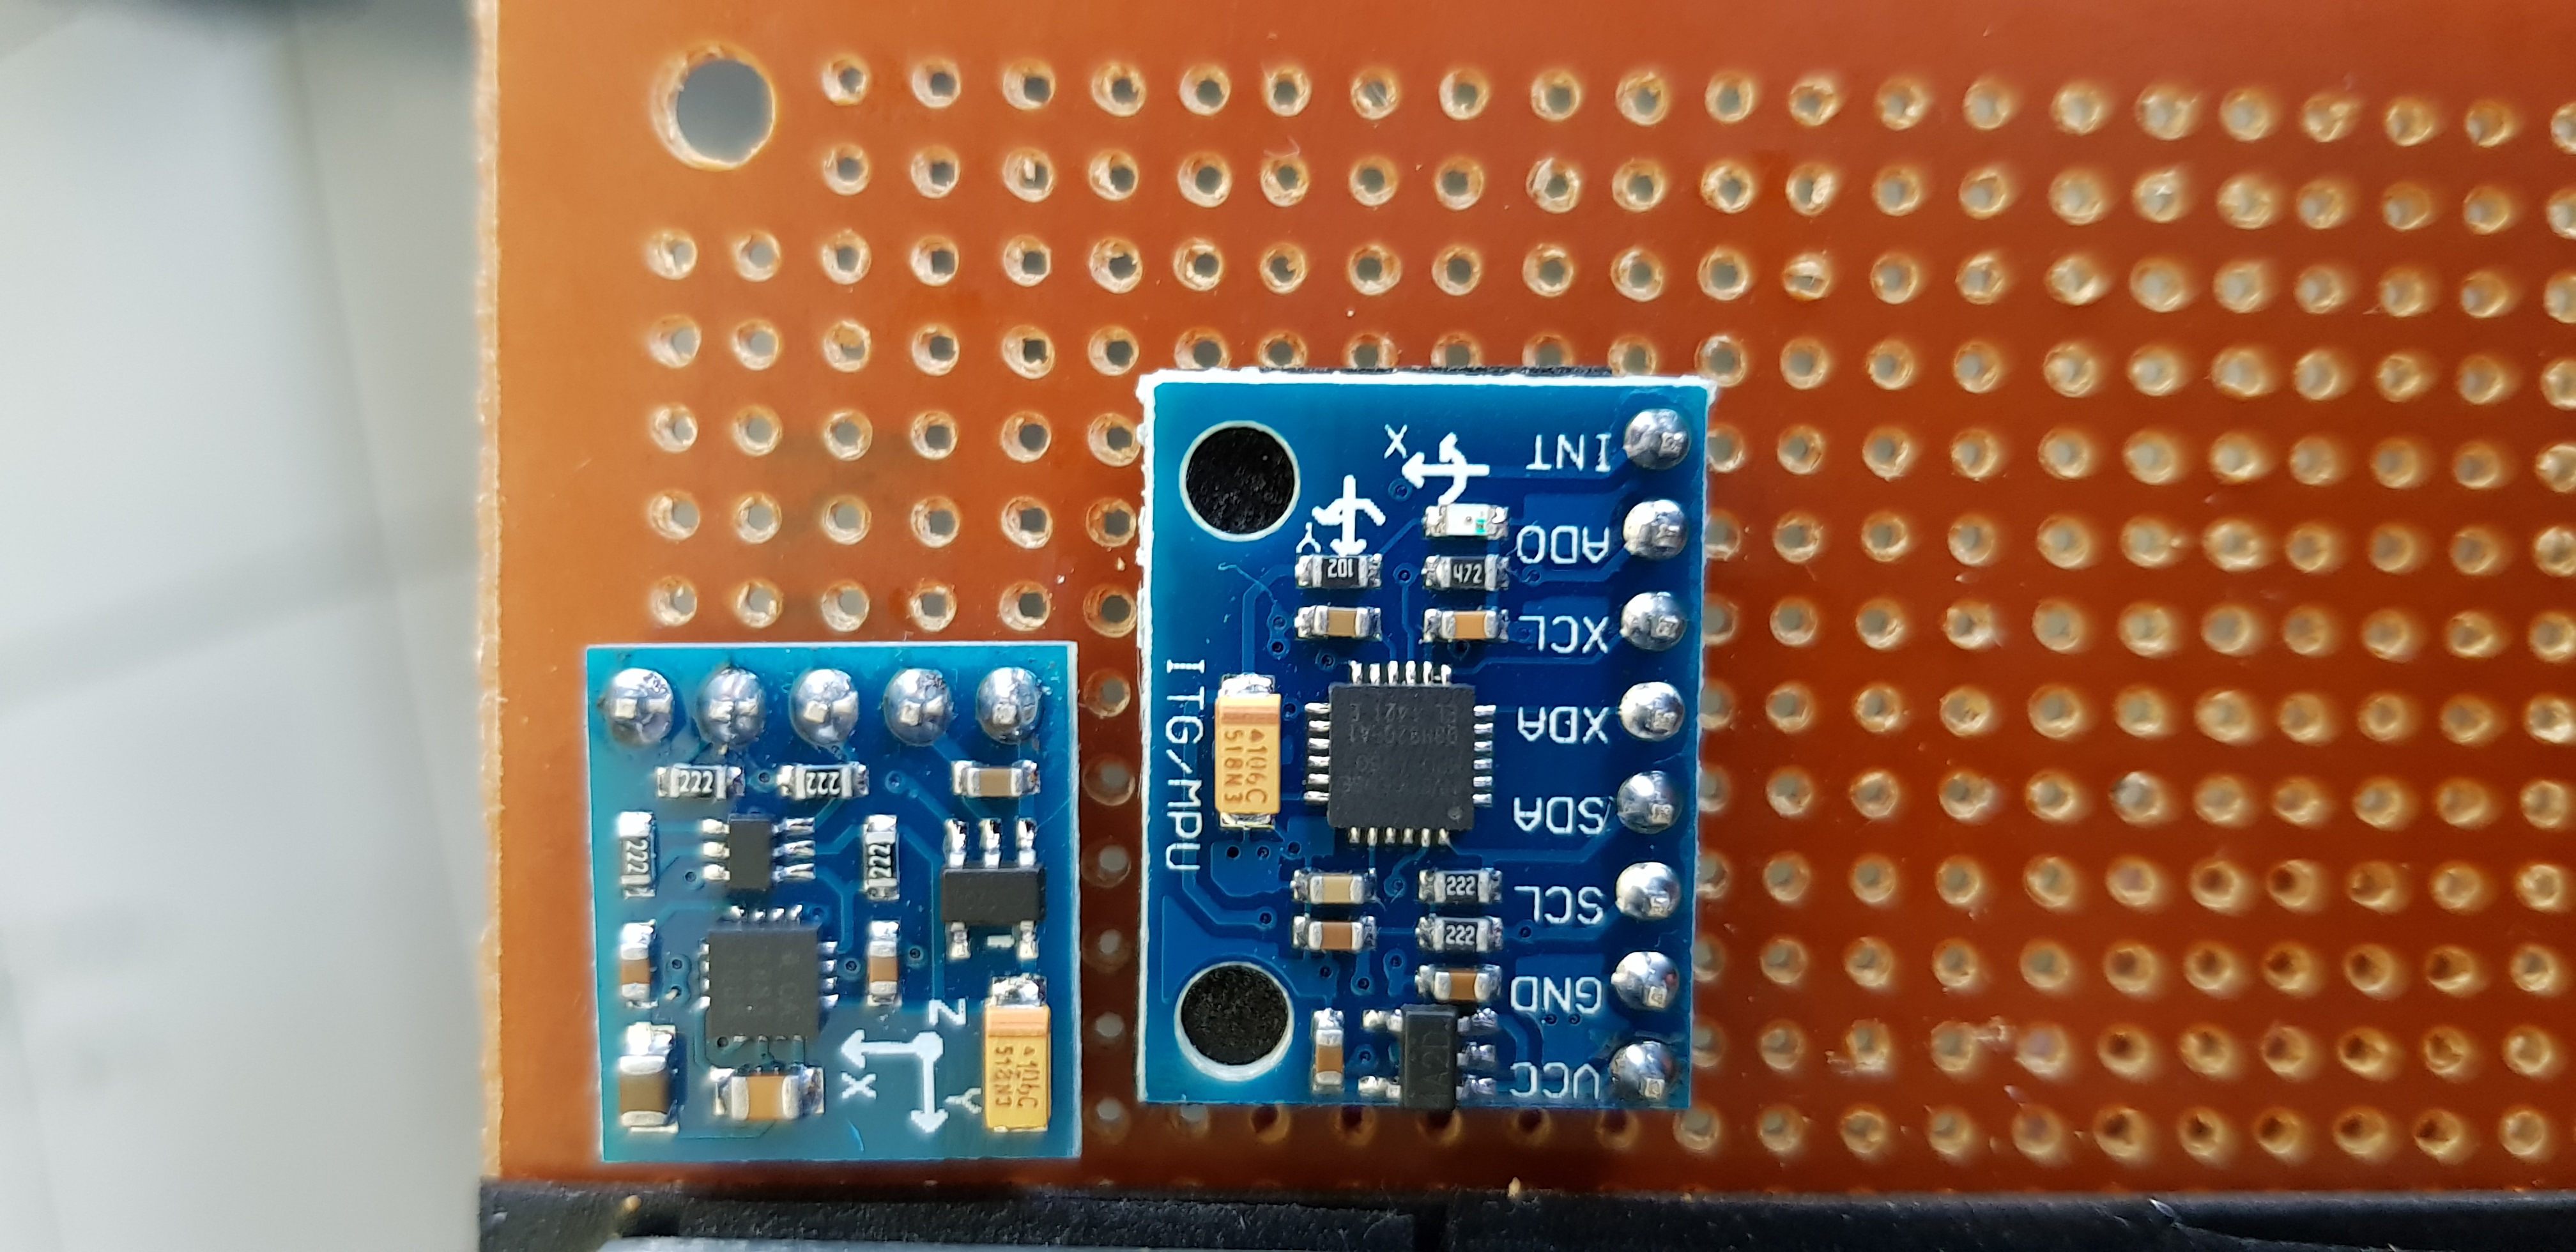 222
222
222
222
X
Y
Z
106C
518N3
ITG/MPU
106C
518N3
Y
102
X
A2D
222
222
472
VCC
GND
SCL
SDA
XDA
XCL
ADO
INT